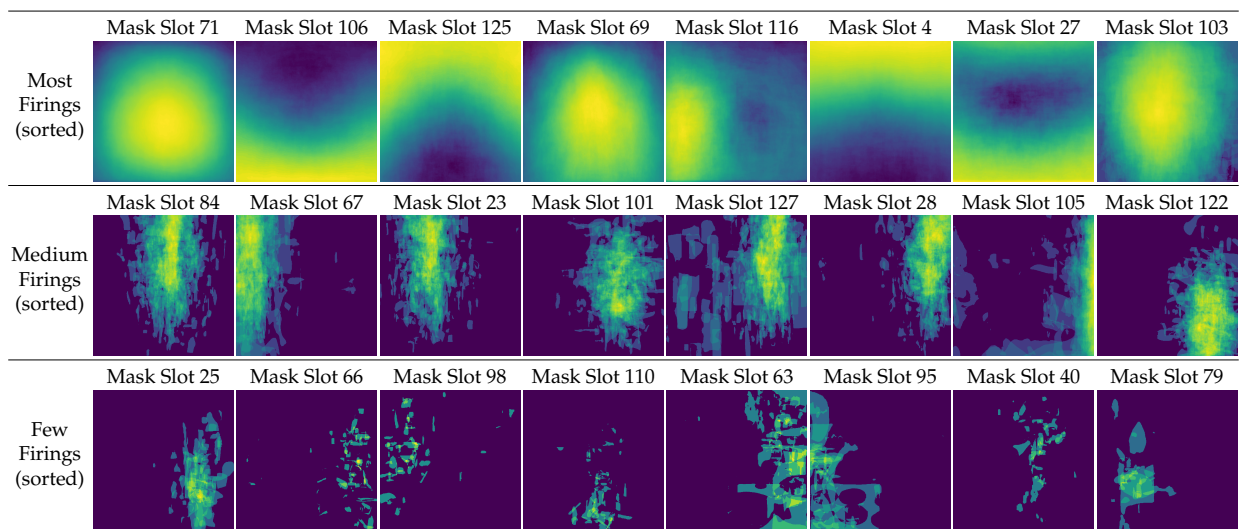 Mask Slot 71 Mask Slot 106 Mask Slot 125 Mask Slot 69 Mask Slot 116 Mask Slot 4 Mask Slot 27 Mask Slot 103
Most
Firings
(sorted)
Mask Slot 84 Mask Slot 67 Mask Slot 23 Mask Slot 101 Mask Slot 127 Mask Slot 28 Mask Slot 105 Mask Slot 122
Medium
Firings
(sorted)
Mask Slot 25 Mask Slot 66 Mask Slot 98 Mask Slot 110 Mask Slot 63 Mask Slot 95 Mask Slot 40 Mask Slot 79
Few
Firings
(sorted)